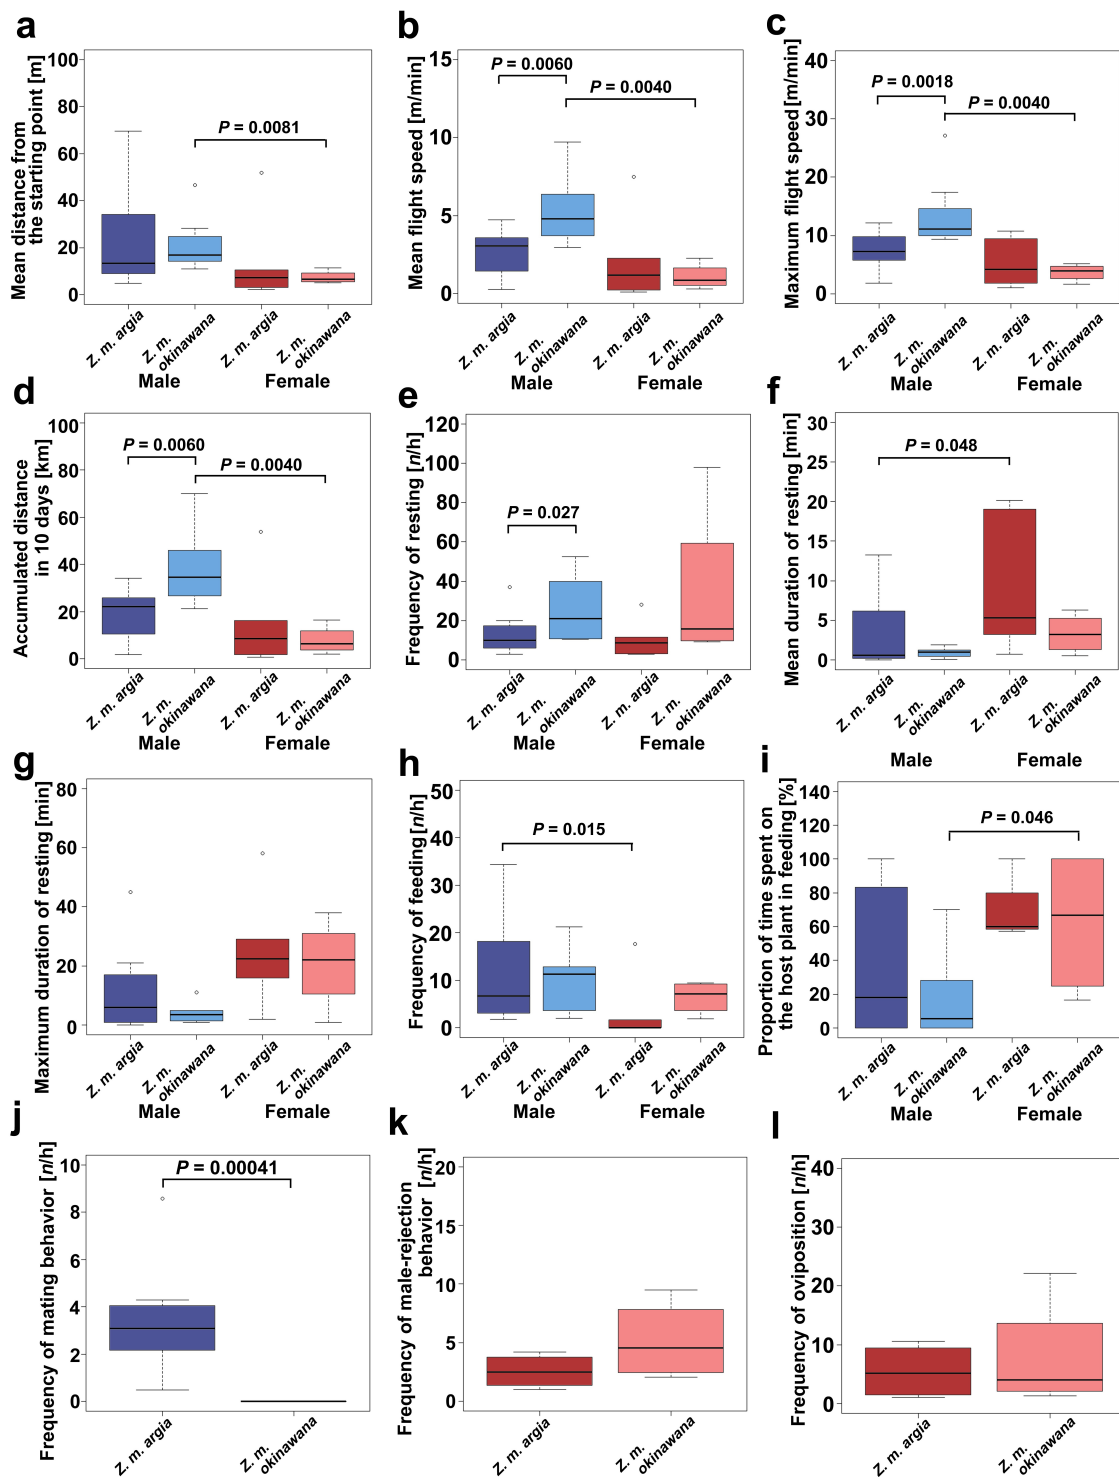 a
Mean distance from
the starting point [m]
100
80
60
40
20
0
P = 0.0081
Z. m. argia
Z. m.
okinawana
Z. m. argia
Z. m.
okinawana
Male
Female
b
Mean flight speed [m/min]
15
10
5
0
P = 0.0060
P = 0.0040
Z. m. argia
Z. m.
okinawana
Z. m. argia
Z. m.
okinawana
Male
Female
c
Maximum flight speed [m/min]
40
30
20
10
0
P = 0.0018
P = 0.0040
Z. m. argia
Z. m.
okinawana
Z. m. argia
Z. m.
okinawana
Male
Female
d
Accumulated distance
in 10 days [km]
100
80
60
40
20
0
P = 0.0060
P = 0.0040
Z. m. argia
Z. m.
okinawana
Z. m. argia
Z. m.
okinawana
Male
Female
e
Frequency of resting [n/h]
120
100
80
60
40
20
0
P = 0.027
Z. m. argia
Z. m.
okinawana
Z. m. argia
Z. m.
okinawana
Male
Female
f
Mean duration of resting [min]
30
25
20
15
10
5
0
P = 0.048
Z. m. argia
Z. m.
okinawana
Z. m. argia
Z. m.
okinawana
Male
Female
g
Maximum duration of resting [min]
80
60
40
20
0
Z. m. argia
Z. m.
okinawana
Z. m. argia
Z. m.
okinawana
Male
Female
h
Frequency of feeding [n/h]
50
40
30
20
10
0
P = 0.015
Z. m. argia
Z. m.
okinawana
Z. m. argia
Z. m.
okinawana
Male
Female
i
Proportion of time spent on
the host plant in feeding [%]
140
120
100
80
60
40
20
0
P = 0.046
Z. m. argia
Z. m.
okinawana
Z. m. argia
Z. m.
okinawana
Male
Female
j
Frequency of mating behavior [n/h]
10
8
6
4
2
0
P = 0.00041
Z. m. argia
Z. m.
okinawana
k
Frequency of male-rejection
behavior [n/h]
20
15
10
5
0
Z. m. argia
Z. m.
okinawana
l
Frequency of oviposition [n/h]
40
30
20
10
0
Z. m. argia
Z. m.
okinawana